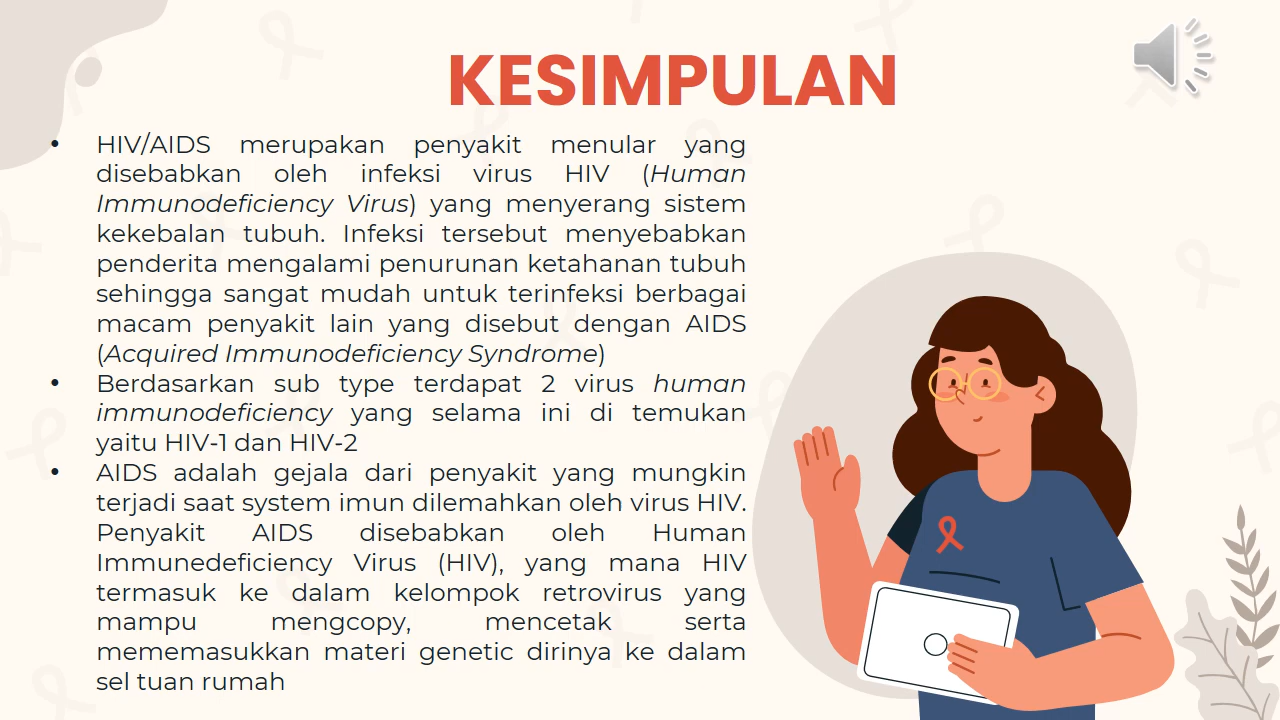 KESIMPULAN
• HIV/AIDS merupakan penyakit menular yang
disebabkan oleh infeksi virus HIV (Human
Immunodeficiency Virus) yang menyerang sistem
kekebalan tubuh. Infeksi tersebut menyebabkan
penderita mengalami penurunan ketahanan tubuh
sehingga sangat mudah untuk terinfeksi berbagai
macam penyakit lain yang disebut dengan AIDS
(Acquired Immunodeficiency Syndrome)
• Berdasarkan sub type terdapat 2 virus human
immunodeficiency yang selama ini di temukan
yaitu HIV-1 dan HIV-2
• AIDS adalah gejala dari penyakit yang mungkin
terjadi saat system imun dilemahkan oleh virus HIV.
Penyakit AIDS disebabkan oleh Human
Immunedeficiency Virus (HIV), yang mana HIV
termasuk ke dalam kelompok retrovirus yang
mampu mengcopy, mencetak serta
mememasukkan materi genetic dirinya ke dalam
sel tuan rumah